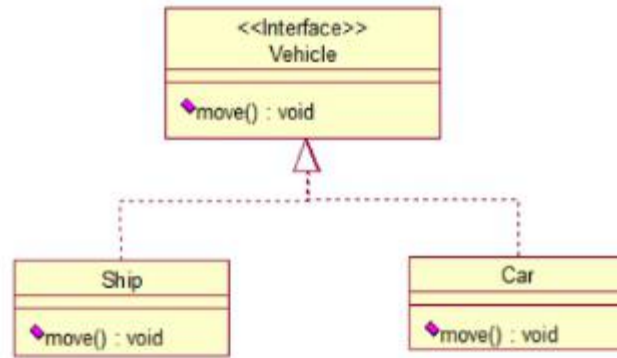 <<Interface>>
Vehicle
move() : void
Ship
move() : void
Car
move() : void